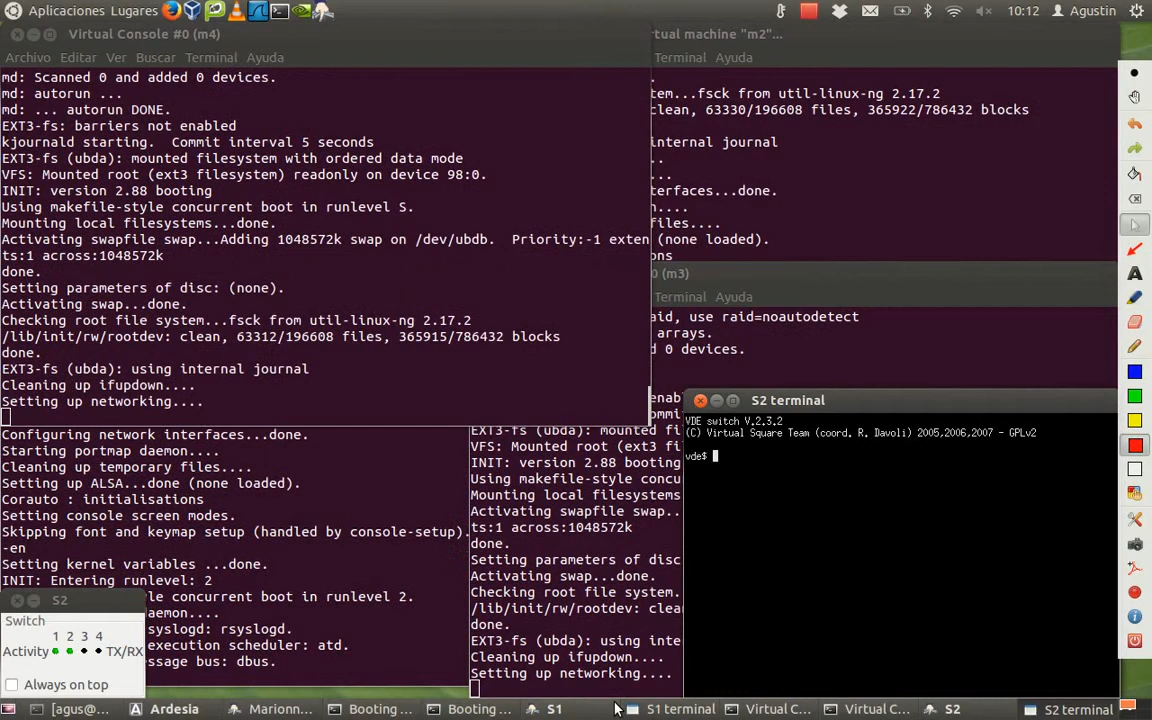 Aplicaciones Lugares
10:12 Agustin
Virtual Console #0 (m4)
Archivo Editar Ver Buscar Terminal Ayuda
md: Scanned 0 and added 0 devices.
md: autorun ...
md: ... autorun DONE.
EXT3-fs: barriers not enabled
kjournald starting.  Commit interval 5 seconds
EXT3-fs (ubda): mounted filesystem with ordered data mode
VFS: Mounted root (ext3 filesystem) readonly on device 98:0.
INIT: version 2.88 booting
Using makefile-style concurrent boot in runlevel S.
Mounting local filesystems...done.
Activating swapfile swap...Adding 1048572k swap on /dev/ubdb.  Priority:-1 exten
ts:1 across:1048572k
done.
Setting parameters of disc: (none).
Activating swap...done.
Checking root file system...fsck from util-linux-ng 2.17.2
/lib/init/rw/rootdev: clean, 63312/196608 files, 365915/786432 blocks
done.
EXT3-fs (ubda): using internal journal
Cleaning up ifupdown....
Setting up networking....
rtual machine "m2"...
Terminal Ayuda
tem...fsck from util-linux-ng 2.17.2
clean, 63330/196608 files, 365922/786432 blocks
internal journal
...
terfaces...done.
n....
files....
(none loaded).
ons
0 (m3)
Terminal Ayuda
aid, use raid=noautodetect
arrays.
d 0 devices.
enab
ommit
Configuring network interfaces...done.
Starting portmap daemon....
Cleaning up temporary files....
Setting up ALSA...done (none loaded).
Corauto : initialisations
Setting console screen modes.
Skipping font and keymap setup (handled by console-setup).
-en
Setting kernel variables ...done.
INIT: Entering runlevel: 2
yle concurrent boot in runlevel 2.
aemon....
syslogd: rsyslogd.
execution scheduler: atd.
essage bus: dbus.
EXT3-fs (ubda): mounted fil
VFS: Mounted root (ext3 fil
INIT: version 2.88 booting
Using makefile-style concu
Mounting local filesystems
Activating swapfile swap..
ts:1 across:1048572k
done.
Setting parameters of disc
Activating swap...done.
Checking root file system.
/lib/init/rw/rootdev: clea
done.
EXT3-fs (ubda): using inte
Cleaning up ifupdown....
Setting up networking....
S2 terminal
VDE switch V.2.3.2
(C) Virtual Square Team (coord. R. Davoli) 2005,2006,2007 - GPLv2
vde$
S2
Switch
1 2 3 4
Activity TX/RX
Always on top
A
[agus@... Ardesia Marionn... Booting ... Booting ... S1 S1 terminal Virtual C... Virtual C... S2 S2 terminal